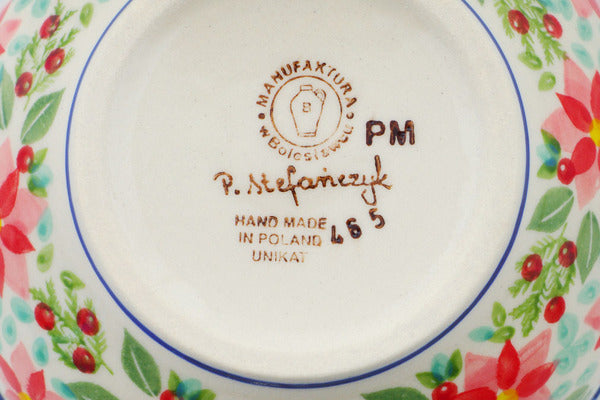 MANUFAKTURA
w Bolesławcu
B
PM
P. Stefańczyk
HAND MADE
IN POLAND
UNIKAT
465